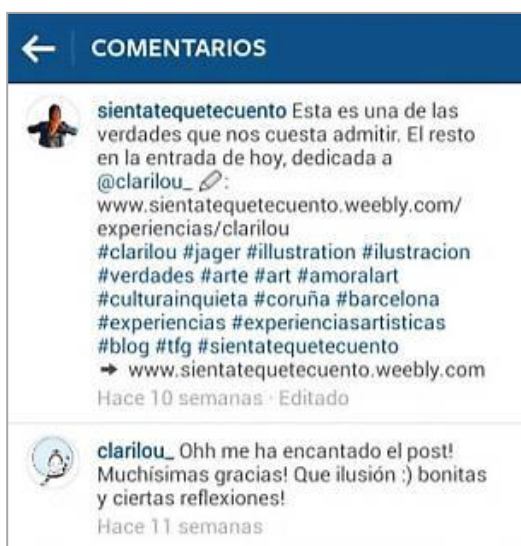 COMENTARIOS
sientatequetecuento Esta es una de las
verdades que nos cuesta admitir. El resto
en la entrada de hoy, dedicada a
@clarilou_ :
www.sientatequetecuento.weebly.com/
experiencias/clarilou
#clarilou #jager #illustration #ilustracion
#verdades #arte #art #amoralart
#culturainquieta #coruña #barcelona
#experiencias #experienciasartisticas
#blog #tfg #sientatequetecuento
➜ www.sientatequetecuento.weebly.com
Hace 10 semanas · Editado
clarilou_ Ohh me ha encantado el post!
Muchísimas gracias! Que ilusión :) bonitas
y ciertas reflexiones!
Hace 11 semanas